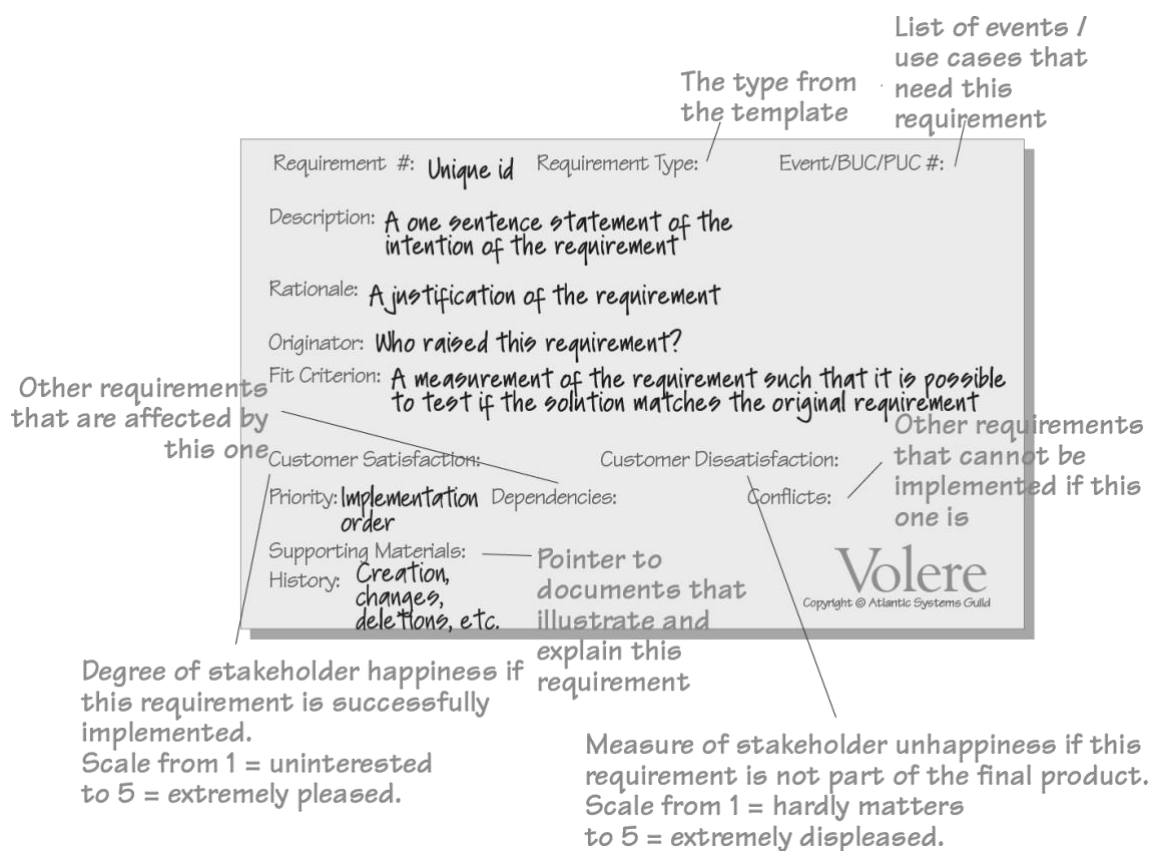 List of events /
use cases that
need this
requirement
The type from
the template
Requirement #: Unique id Requirement Type: Event/BUC/PUC #:
Description: A one sentence statement of the
intention of the requirement
Rationale: A justification of the requirement
Originator: Who raised this requirement?
Fit Criterion: A measurement of the requirement such that it is possible
to test if the solution matches the original requirement
Other requirements
that are affected by
this one
Other requirements
that cannot be
implemented if this
one is
Customer Satisfaction: Customer Dissatisfaction:
Priority: Implementation
order
Dependencies: Conflicts:
Supporting Materials:
Pointer to
documents that
illustrate and
explain this
requirement
History: Creation,
changes,
deletions, etc.
Volere
Copyright © Atlantic Systems Guild
Degree of stakeholder happiness if
this requirement is successfully
implemented.
Scale from 1 = uninterested
to 5 = extremely pleased.
Measure of stakeholder unhappiness if this
requirement is not part of the final product.
Scale from 1 = hardly matters
to 5 = extremely displeased.